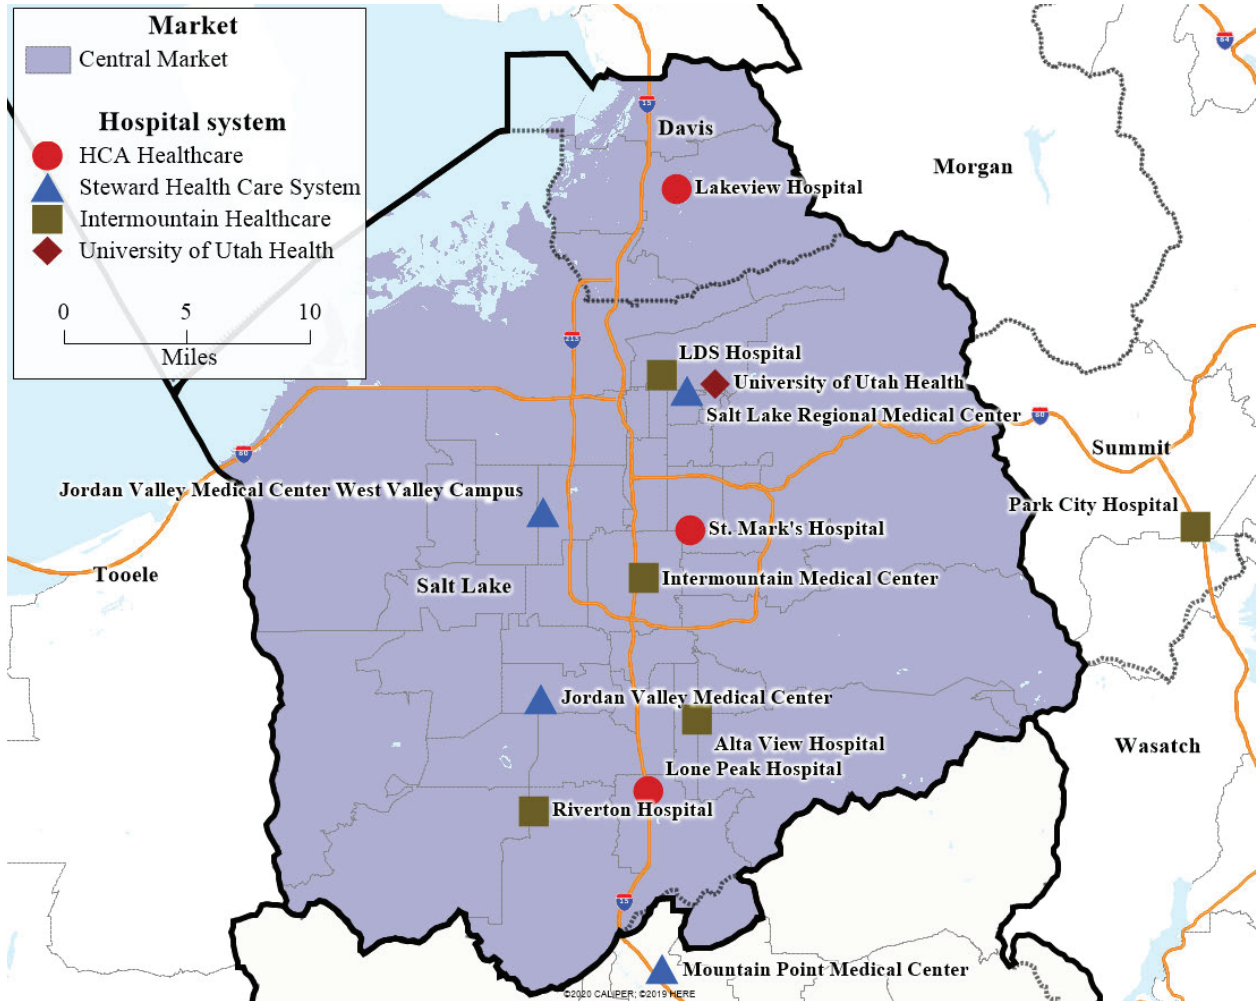 Market
Central Market
Hospital system
HCA Healthcare
Steward Health Care System
Intermountain Healthcare
University of Utah Health
0 5 10
Miles
84
15
Davis
Morgan
Lakeview Hospital
215
LDS Hospital
University of Utah Health
Salt Lake Regional Medical Center
80
Summit
80
Jordan Valley Medical Center West Valley Campus
Park City Hospital
St. Mark's Hospital
Tooele
Salt Lake
Intermountain Medical Center
Jordan Valley Medical Center
Alta View Hospital
Wasatch
Lone Peak Hospital
Riverton Hospital
15
Mountain Point Medical Center
©2020 CALIPER; ©2019 HERE